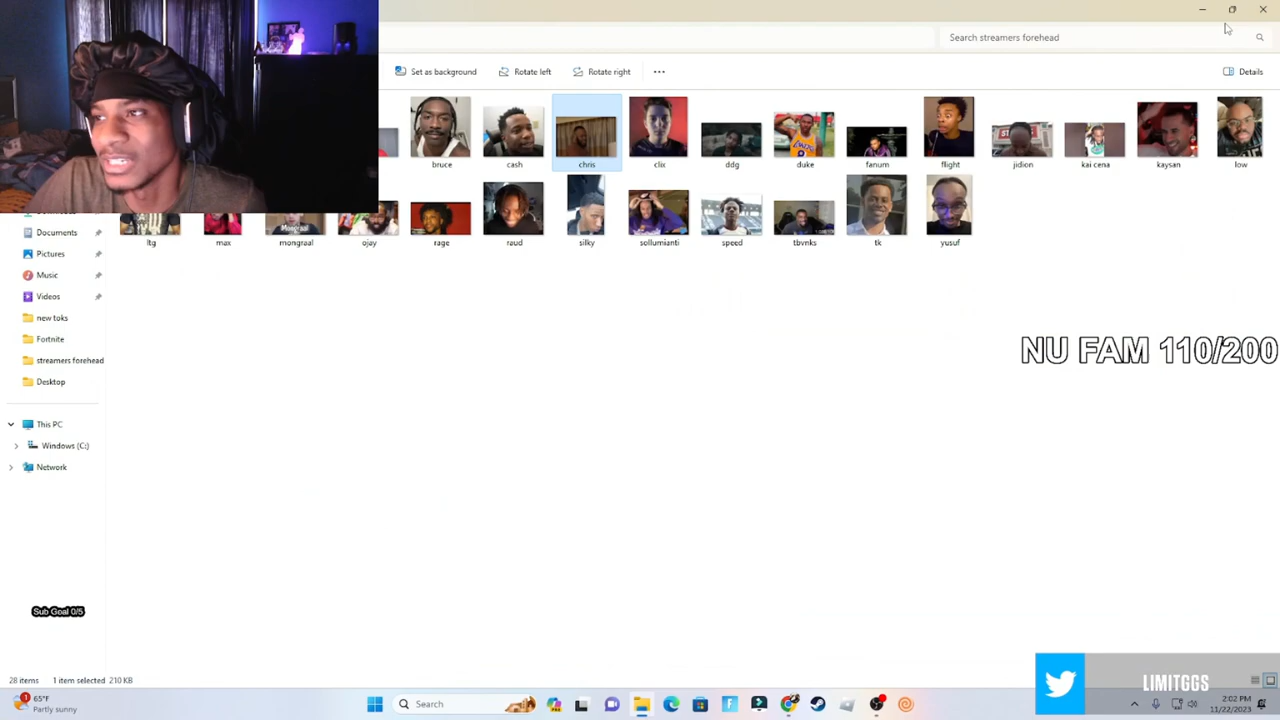 Search streamers forehead
Set as background
Rotate left
Rotate right
Details
bruce
cash
chris
clix
ddg
duke
fanum
flight
jidion
kai cena
kaysan
low
ltg
max
mongraal
ojay
rage
raud
silky
sollumianti
speed
tbvnks
tk
yusuf
Documents
Pictures
Music
Videos
new toks
Fortnite
streamers forehead
Desktop
This PC
Windows (C:)
Network
NU FAM 110/200
Sub Goal 0/5
28 items 1 item selected 210 KB
LIMITGGS
65°F
Partly sunny
Search
2:02 PM
11/22/2023